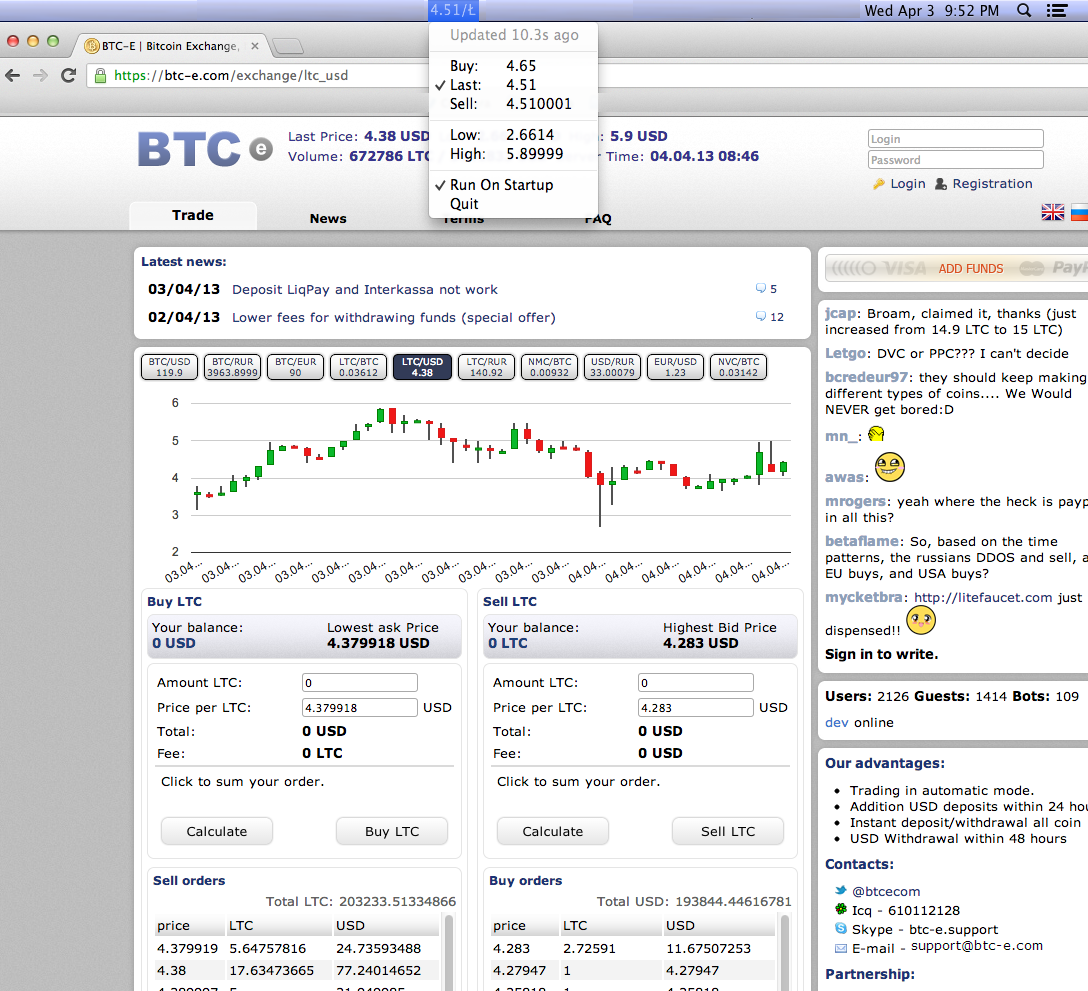 4.51/Ł
Wed Apr 3 9:52 PM
BTC-E | Bitcoin Exchange,
https://btc-e.com/exchange/ltc_usd
Updated 10.3s ago
Buy: 4.65
✓ Last: 4.51
Sell: 4.510001
Low: 2.6614
High: 5.89999
✓ Run On Startup
Quit
BTC e
Last Price: 4.38 USD : 5.9 USD
Volume: 672786 LTC Time: 04.04.13 08:46
Login
Password
Login Registration
Trade News Terms FAQ
Latest news:
03/04/13 Deposit LiqPay and Interkassa not work 5
02/04/13 Lower fees for withdrawing funds (special offer) 12
BTC/USD BTC/RUR BTC/EUR LTC/BTC LTC/USD LTC/RUR NMC/BTC USD/RUR EUR/USD NVC/BTC
119.9 3963.8999 90 0.03612 4.38 140.92 0.00932 33.00079 1.23 0.03142
6
5
4
3
2
03.04... 03.04... 03.04... 03.04... 03.04... 03.04... 03.04... 03.04... 03.04... 03.04... 03.04... 04.04... 04.04... 04.04... 04.04... 04.04... 04.04...
Buy LTC
Your balance: Lowest ask Price
0 USD 4.379918 USD
Amount LTC: 0
Price per LTC: 4.379918 USD
Total: 0 USD
Fee: 0 LTC
Click to sum your order.
Calculate Buy LTC
Sell LTC
Your balance: Highest Bid Price
0 LTC 4.283 USD
Amount LTC: 0
Price per LTC: 4.283 USD
Total: 0 USD
Fee: 0 USD
Click to sum your order.
Calculate Sell LTC
Sell orders
Total LTC: 203233.51334866
price LTC USD
4.379919 5.64757816 24.73593488
4.38 17.63473665 77.24014652
Buy orders
Total USD: 193844.44616781
price LTC USD
4.283 2.72591 11.67507253
4.27947 1 4.27947
VISA ADD FUNDS PayP
jcap: Broam, claimed it, thanks (just
increased from 14.9 LTC to 15 LTC)
Letgo: DVC or PPC??? I can't decide
bcredeur97: they should keep making
different types of coins.... We Would
NEVER get bored:D
mn_:
awas:
mrogers: yeah where the heck is payp
in all this?
betaflame: So, based on the time
patterns, the russians DDOS and sell, a
EU buys, and USA buys?
mycketbra: http://litefaucet.com just
dispensed!!
Sign in to write.
Users: 2126 Guests: 1414 Bots: 109
dev online
Our advantages:
• Trading in automatic mode.
• Addition USD deposits within 24 hou
• Instant deposit/withdrawal all coin
• USD Withdrawal within 48 hours
Contacts:
@btcecom
Icq - 610112128
Skype - btc-e.support
E-mail - support@btc-e.com
Partnership: